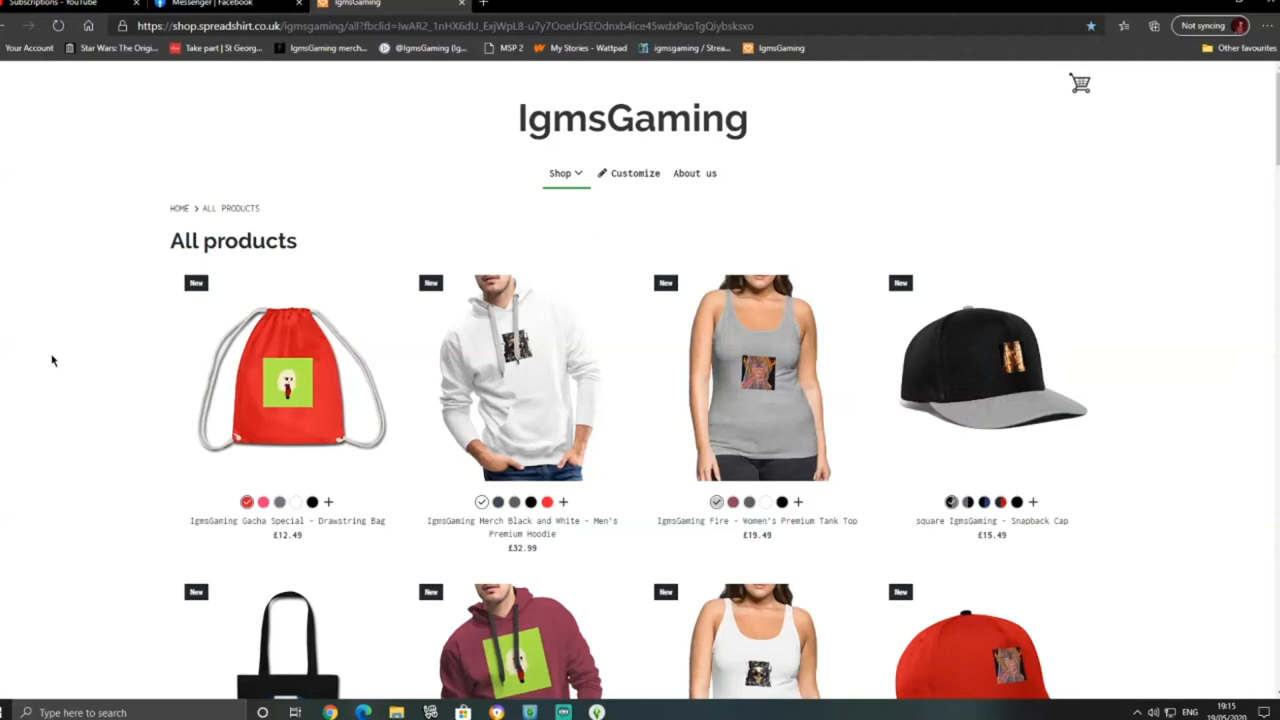 Subscriptions - YouTube
Messenger | Facebook
IgmsGaming
https://shop.spreadshirt.co.uk/igmsgaming/all?fbclid=
Not syncing
Your Account
Star Wars: The Origi...
Take part | St Georg...
IgmsGaming merch...
@IgmsGaming (Ig...
MSP 2
My Stories - Wattpad
igmsgaming / Strea...
IgmsGaming
Other favourites
IgmsGaming
Shop
Customize
About us
HOME > ALL PRODUCTS
All products
New
New
New
New
IgmsGaming Gacha Special - Drawstring Bag
£12.49
IgmsGaming Merch Black and White - Men's
Premium Hoodie
£32.99
IgmsGaming Fire - Women's Premium Tank Top
£19.49
square IgmsGaming - Snapback Cap
£15.49
New
New
New
New
Type here to search
ENG
19:15
19/05/2020